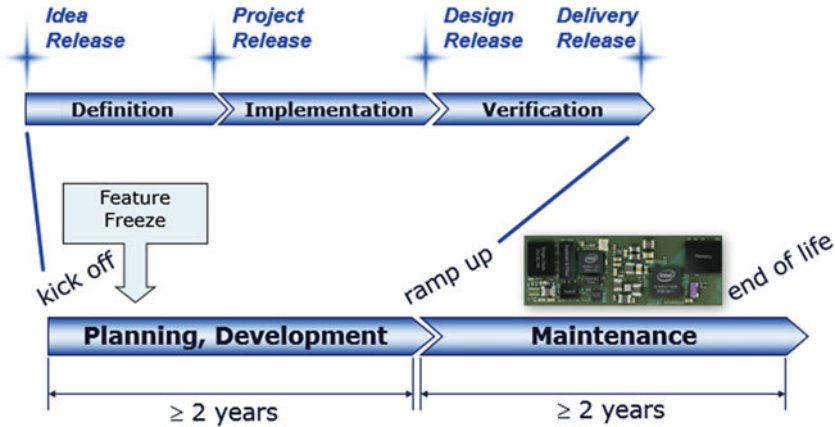 Idea
Release
Project
Release
Design
Release
Delivery
Release
Definition
Implementation
Verification
Feature
Freeze
kick off
ramp up
end of life
Planning, Development
Maintenance
≥ 2 years
≥ 2 years